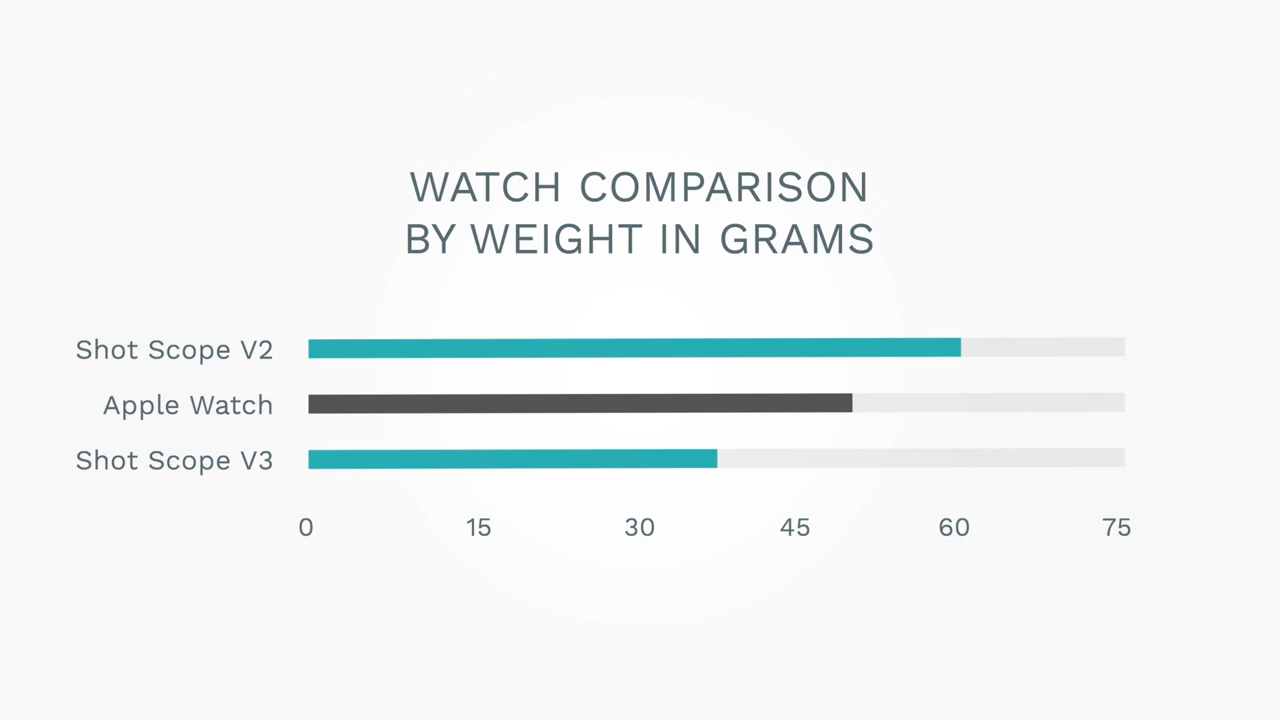 WATCH COMPARISON
BY WEIGHT IN GRAMS
Shot Scope V2
Apple Watch
Shot Scope V3
0 15 30 45 60 75